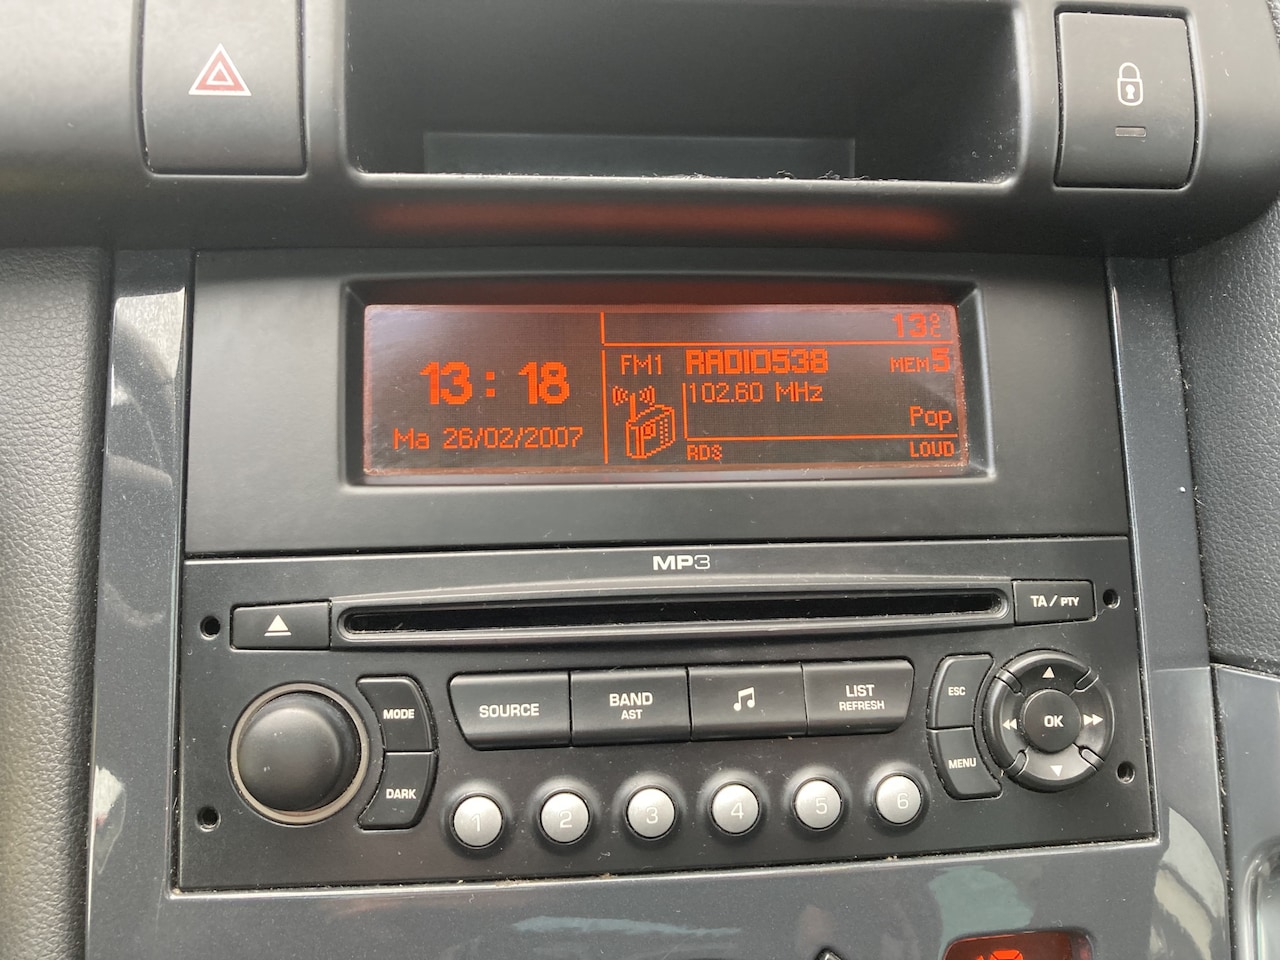 13°C
FM1 RADIO538 MEM5
13:18
102.60 MHz
Pop
Ma 26/02/2007
RDS LOUD
MP3
TA/PTY
MODE
SOURCE
BAND
AST
LIST
REFRESH
ESC
OK
DARK
MENU
1 2 3 4 5 6